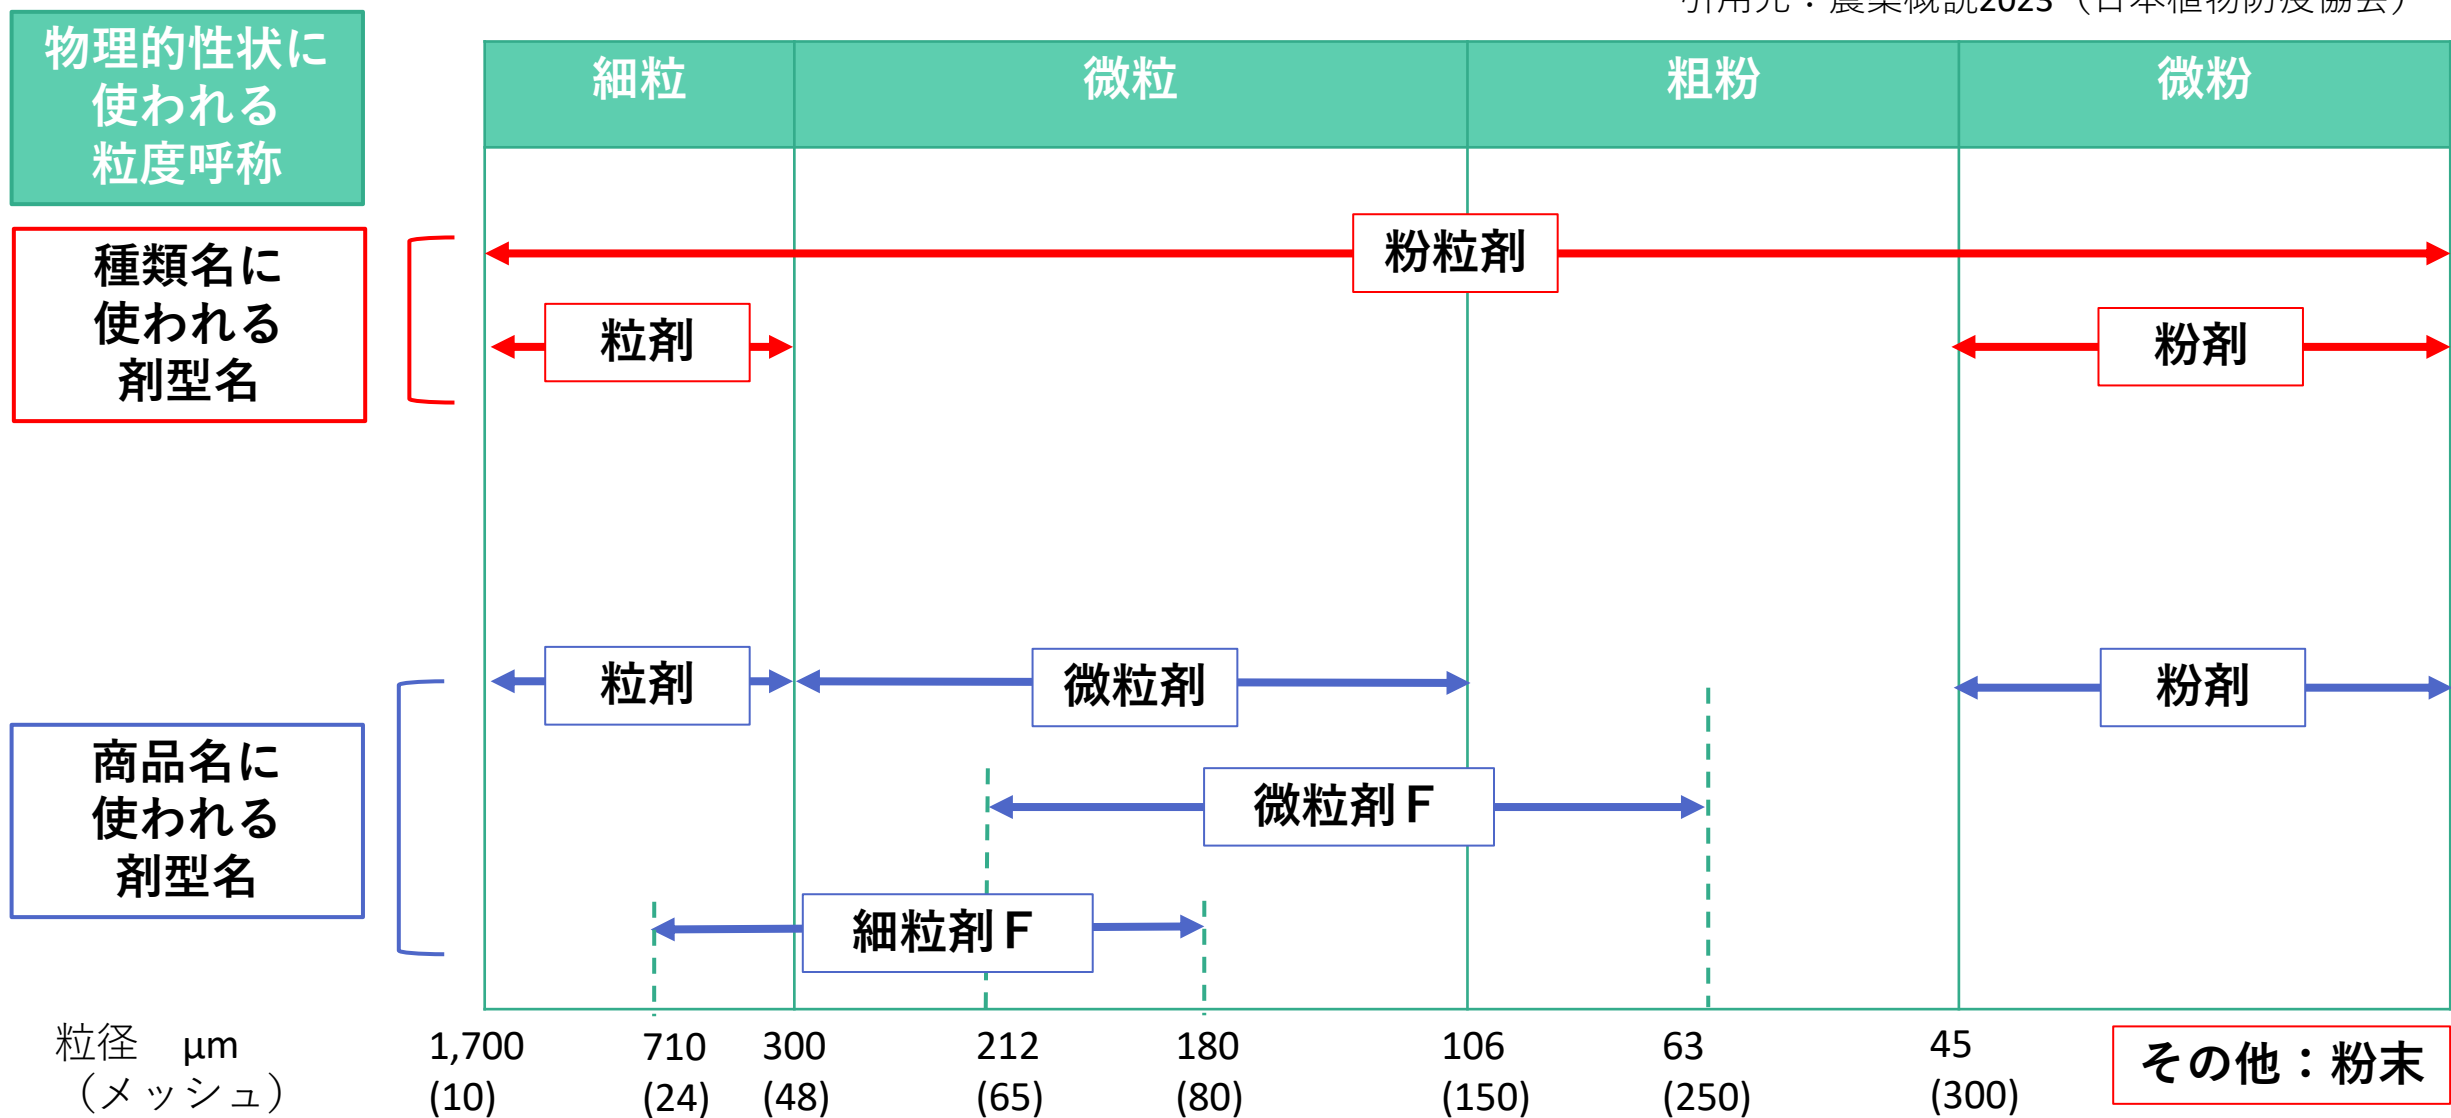 引用元：農薬概説2023（日本植物防疫協会）
物理的性状に
使われる
粒度呼称
細粒
微粒
粗粉
微粉
種類名に
使われる
剤型名
粉粒剤
粒剤
粉剤
商品名に
使われる
剤型名
粒剤
微粒剤
粉剤
微粒剤Ｆ
細粒剤Ｆ
粒径　μm 1,700 710 300 212 180 106 63 45
（メッシュ） (10) (24) (48) (65) (80) (150) (250) (300)
その他：粉末